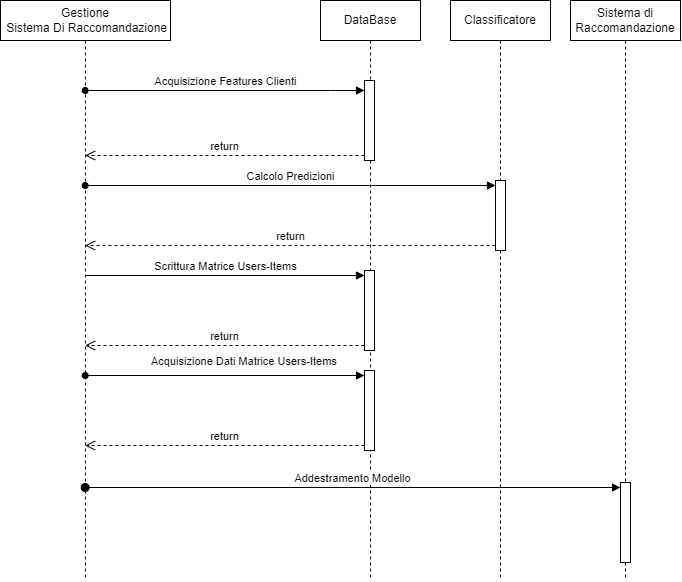 Gestione
Sistema Di Raccomandazione
DataBase
Classificatore
Sistema di
Raccomandazione
Acquisizione Features Clienti
return
Calcolo Predizioni
return
Scrittura Matrice Users-Items
return
Acquisizione Dati Matrice Users-Items
return
Addestramento Modello